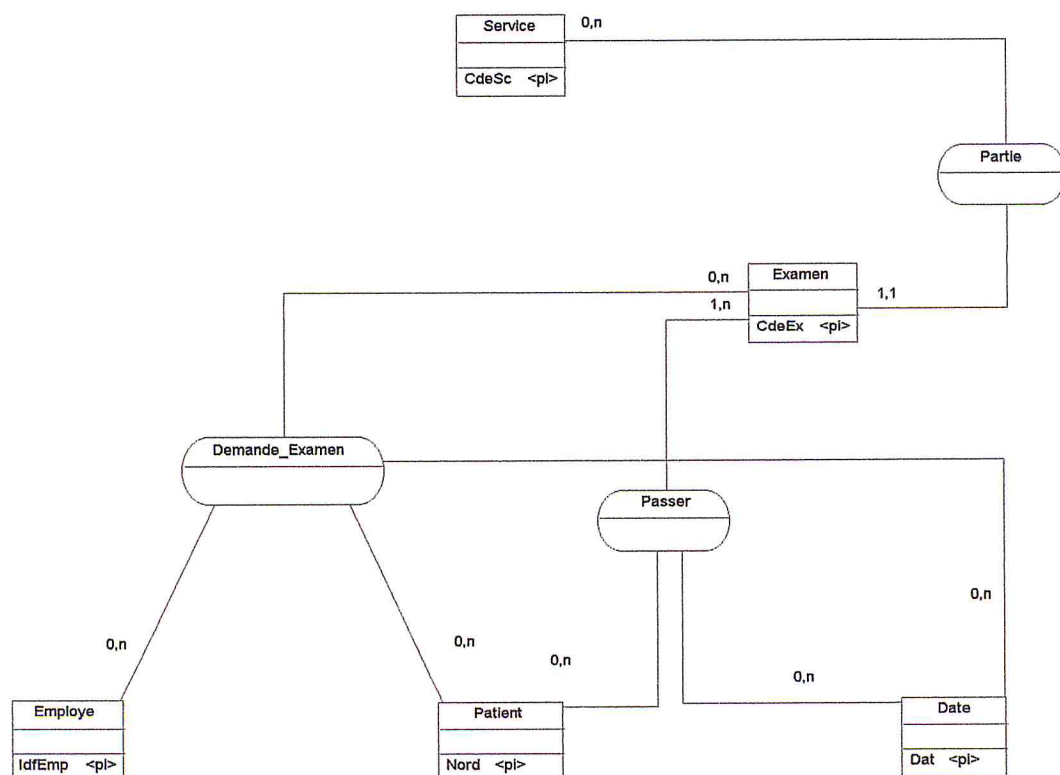 Service
0,n
CdeSc <pi>
Partie
0,n
Examen
1,n
1,1
CdeEx <pi>
Demande_Examen
Passer
0,n
0,n
0,n
0,n
0,n
Employe
Patient
Date
IdfEmp <pi>
Nord <pi>
Dat <pi>